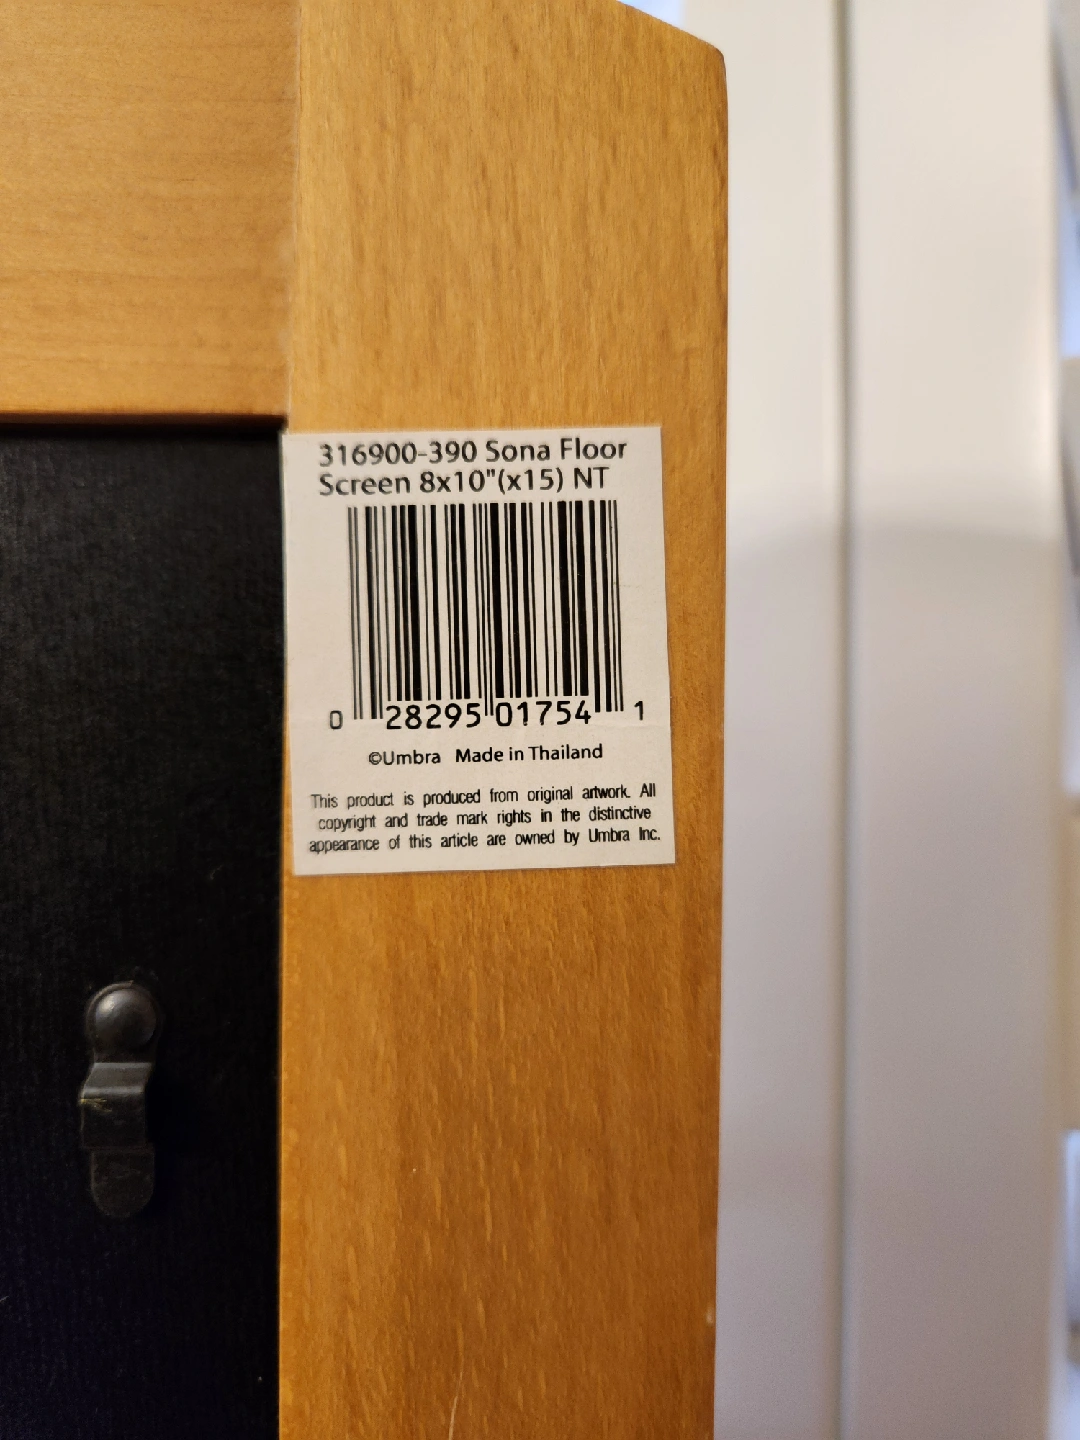 316900-390 Sona Floor
Screen 8x10"(x15) NT
0 28295 01754 1
©Umbra Made in Thailand
This product is produced from original artwork. All
copyright and trade mark rights in the distinctive
appearance of this article are owned by Umbra Inc.